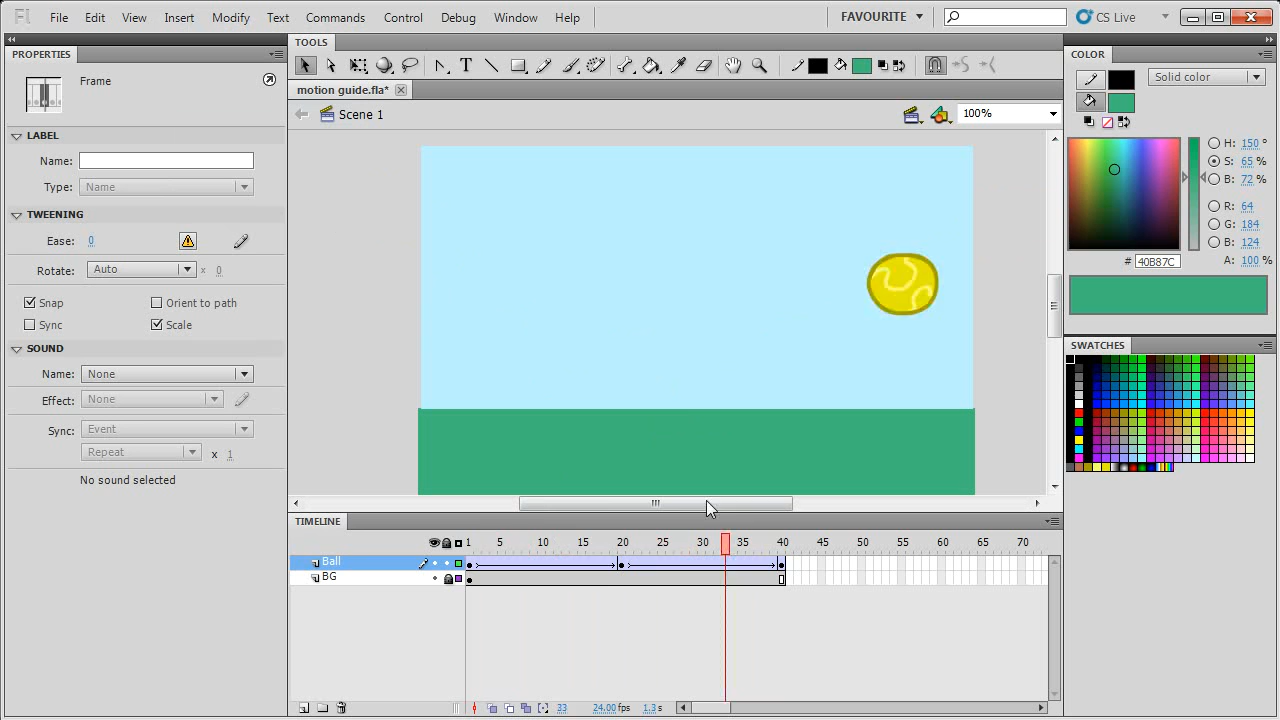 Fl File Edit View Insert Modify Text Commands Control Debug Window Help FAVOURITE CS Live
PROPERTIES
Frame
LABEL
Name:
Type: Name
TWEENING
Ease: 0
Rotate: Auto x 0
Snap Orient to path
Sync Scale
SOUND
Name: None
Effect: None
Sync: Event
Repeat x 1
No sound selected
TOOLS
motion guide.fla*
Scene 1 100%
TIMELINE
1 5 10 15 20 25 30 35 40 45 50 55 60 65 70
Ball
BG
33 24.00 fps 1.3 s
COLOR
Solid color
H: 150 °
S: 65 %
B: 72 %
R: 64
G: 184
B: 124
# 40B87C A: 100 %
SWATCHES